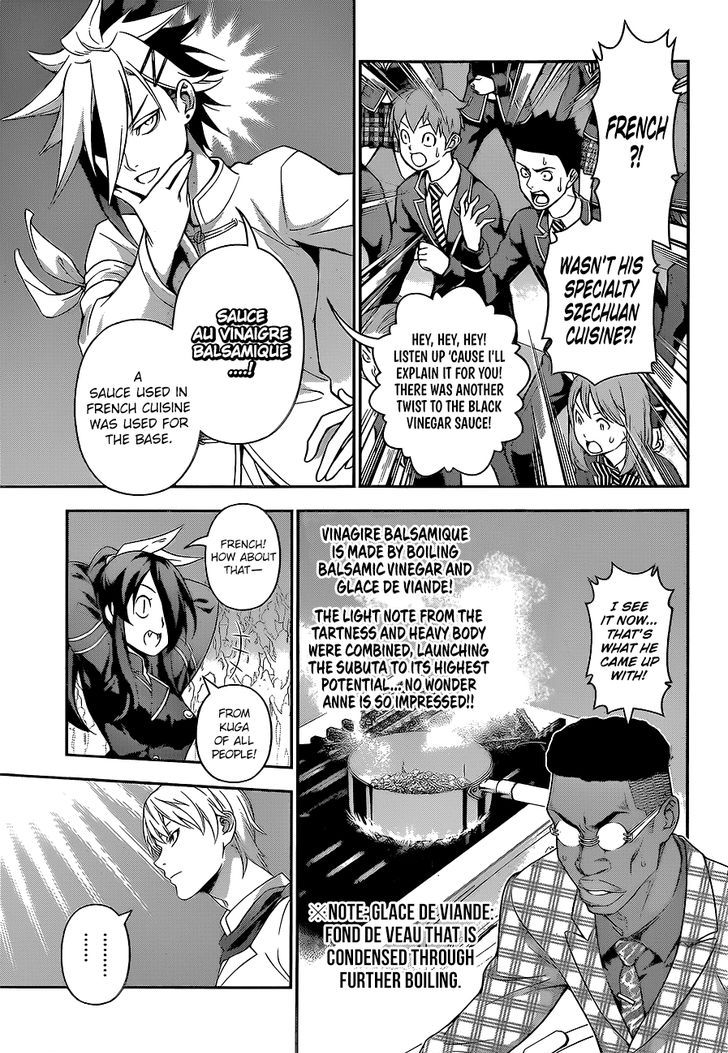 FRENCH
?!
WASN'T HIS
SPECIALTY
SZECHUAN
CUISINE?!
HEY, HEY, HEY!
LISTEN UP 'CAUSE I'LL
EXPLAIN IT FOR YOU!
THERE WAS ANOTHER
TWIST TO THE BLACK
VINEGAR SAUCE!
SAUCE
AU VINAIGRE
BALSAMIQUE
....!
A
SAUCE USED IN
FRENCH CUISINE
WAS USED FOR
THE BASE.
I SEE
IT NOW...
THAT'S
WHAT HE
CAME UP
WITH!
VINAGIRE BALSAMIQUE
IS MADE BY BOILING
BALSAMIC VINEGAR AND
GLACE DE VIANDE!
THE LIGHT NOTE FROM THE
TARTNESS AND HEAVY BODY
WERE COMBINED, LAUNCHING
THE SUBUTA TO ITS HIGHEST
POTENTIAL... NO WONDER
ANNE IS SO IMPRESSED!!
※NOTE: GLACE DE VIANDE:
FOND DE VEAU THAT IS
CONDENSED THROUGH
FURTHER BOILING.
FRENCH!
HOW ABOUT
THAT—
FROM
KUGA
OF ALL
PEOPLE!
......